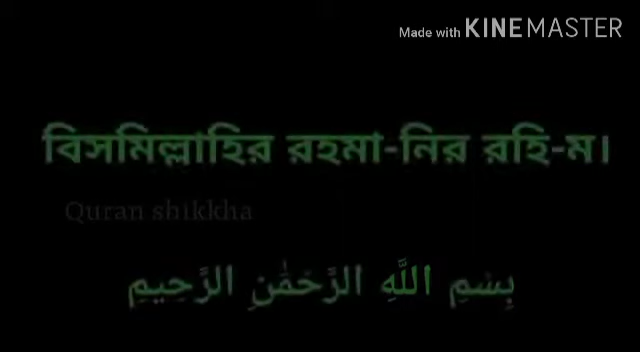 Made with KINEMASTER
বিসমিল্লাহির রহমা-নির রহি-ম।
Quran shikkha
بِسْمِ اللَّهِ الرَّحْمَٰنِ الرَّحِيمِ